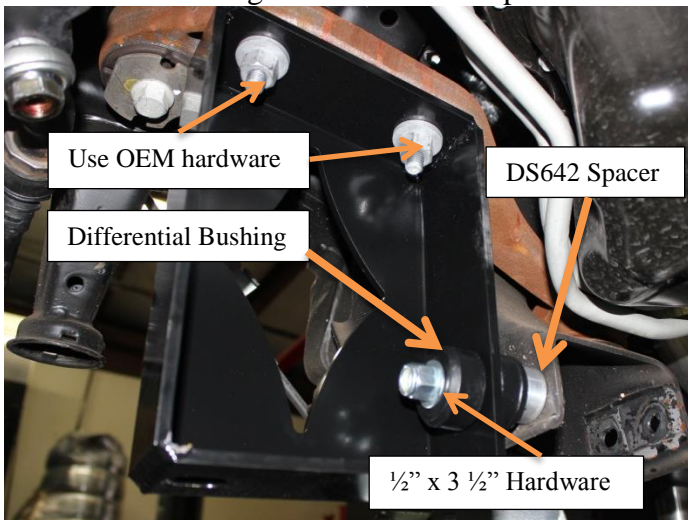 Use OEM hardware
DS642 Spacer
Differential Bushing
½” x 3 ½” Hardware